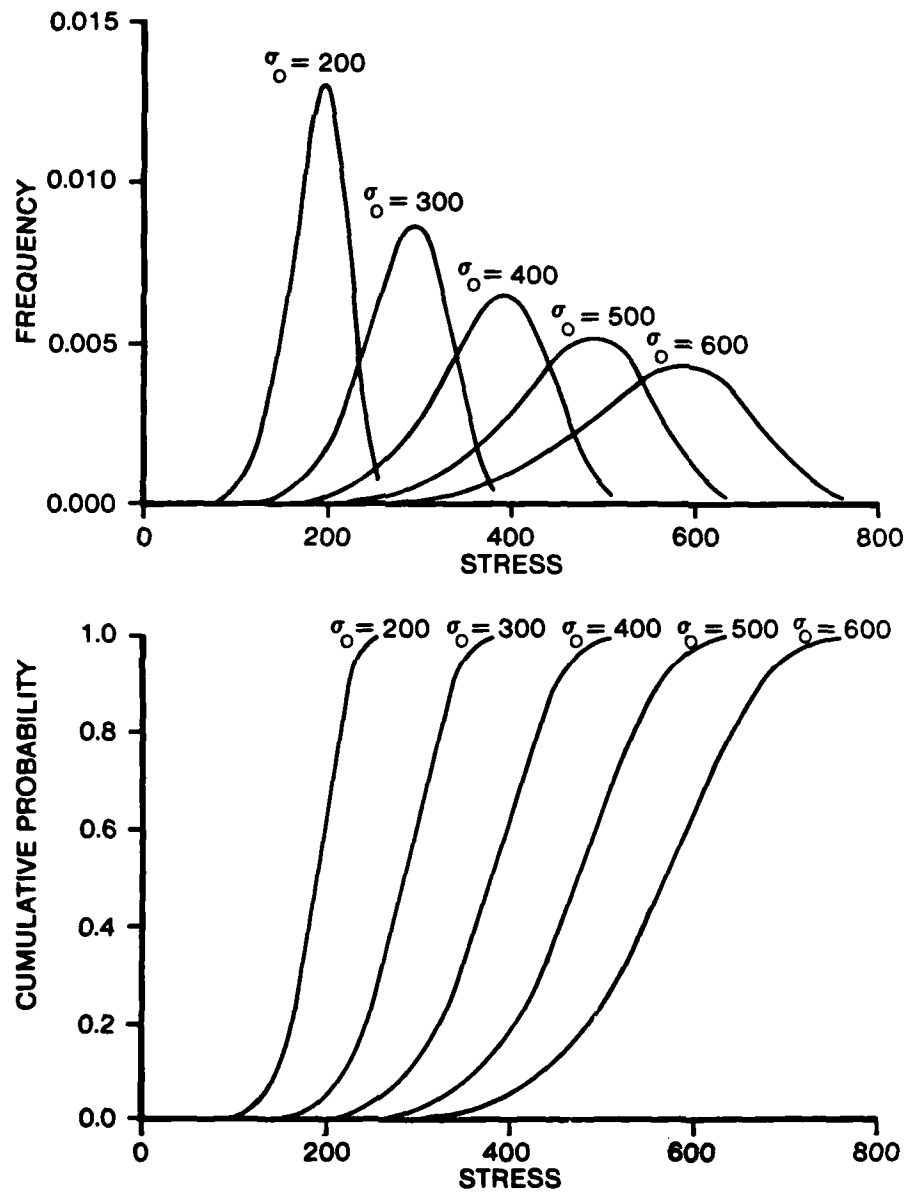 0.015
σo = 200
FREQUENCY
0.010
σo = 300
σo = 400
0.005
σo = 500
σo = 600
0.000
0 200 400 600 800
STRESS
1.0
σo = 200 σo = 300 σo = 400 σo = 500 σo = 600
CUMULATIVE PROBABILITY
0.8
0.6
0.4
0.2
0.0
0 200 400 600 800
STRESS